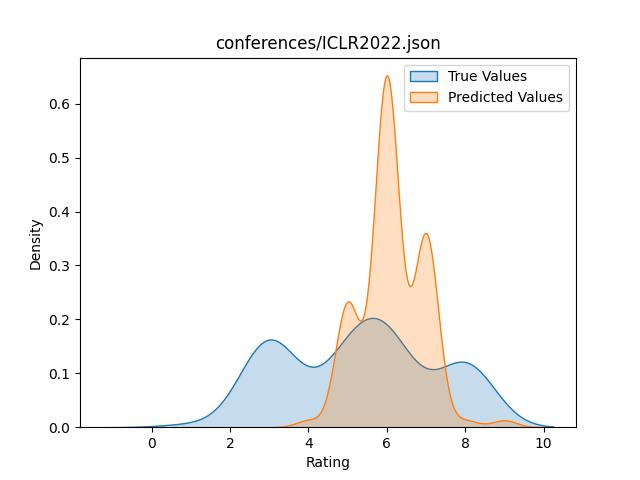 conferences/ICLR2022.json
True Values
Predicted Values
0.6
0.5
0.4
0.3
0.2
0.1
0.0
Density
0 2 4 6 8 10
Rating